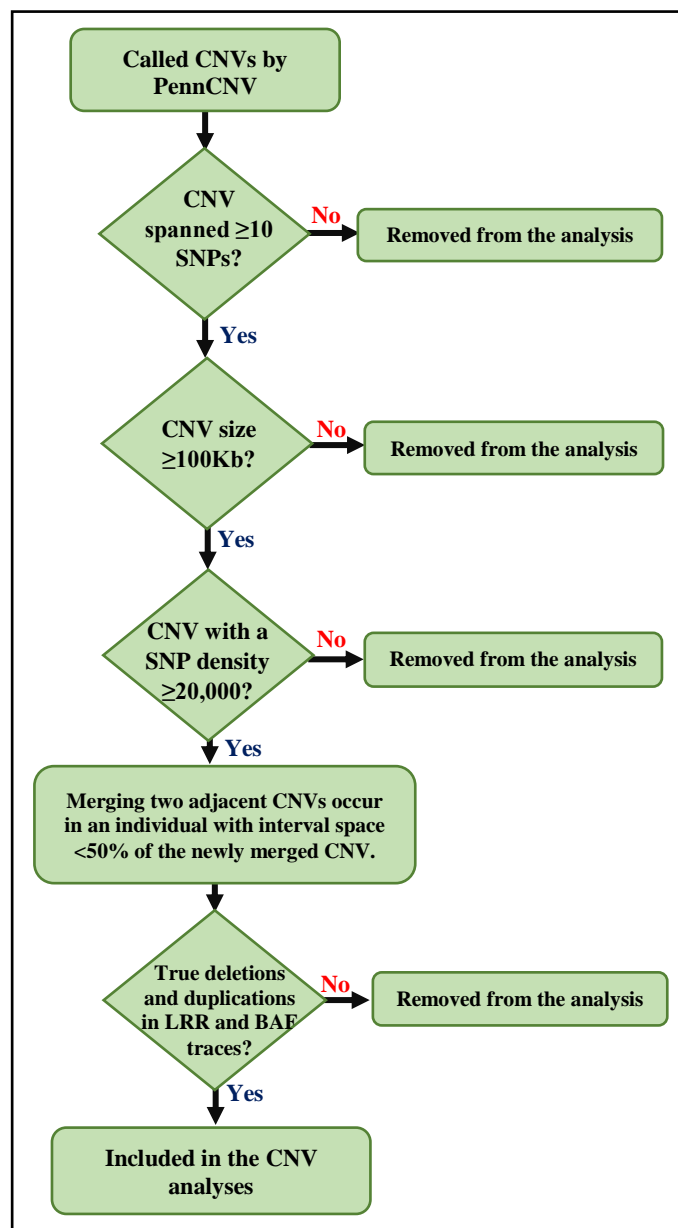 Called CNVs by
PennCNV
CNV
spanned ≥10
SNPs?
No
Removed from the analysis
Yes
CNV size
≥100Kb?
No
Removed from the analysis
Yes
CNV with a
SNP density
≥20,000?
No
Removed from the analysis
Yes
Merging two adjacent CNVs occur
in an individual with interval space
<50% of the newly merged CNV.
True deletions
and duplications
in LRR and BAF
traces?
No
Removed from the analysis
Yes
Included in the CNV
analyses